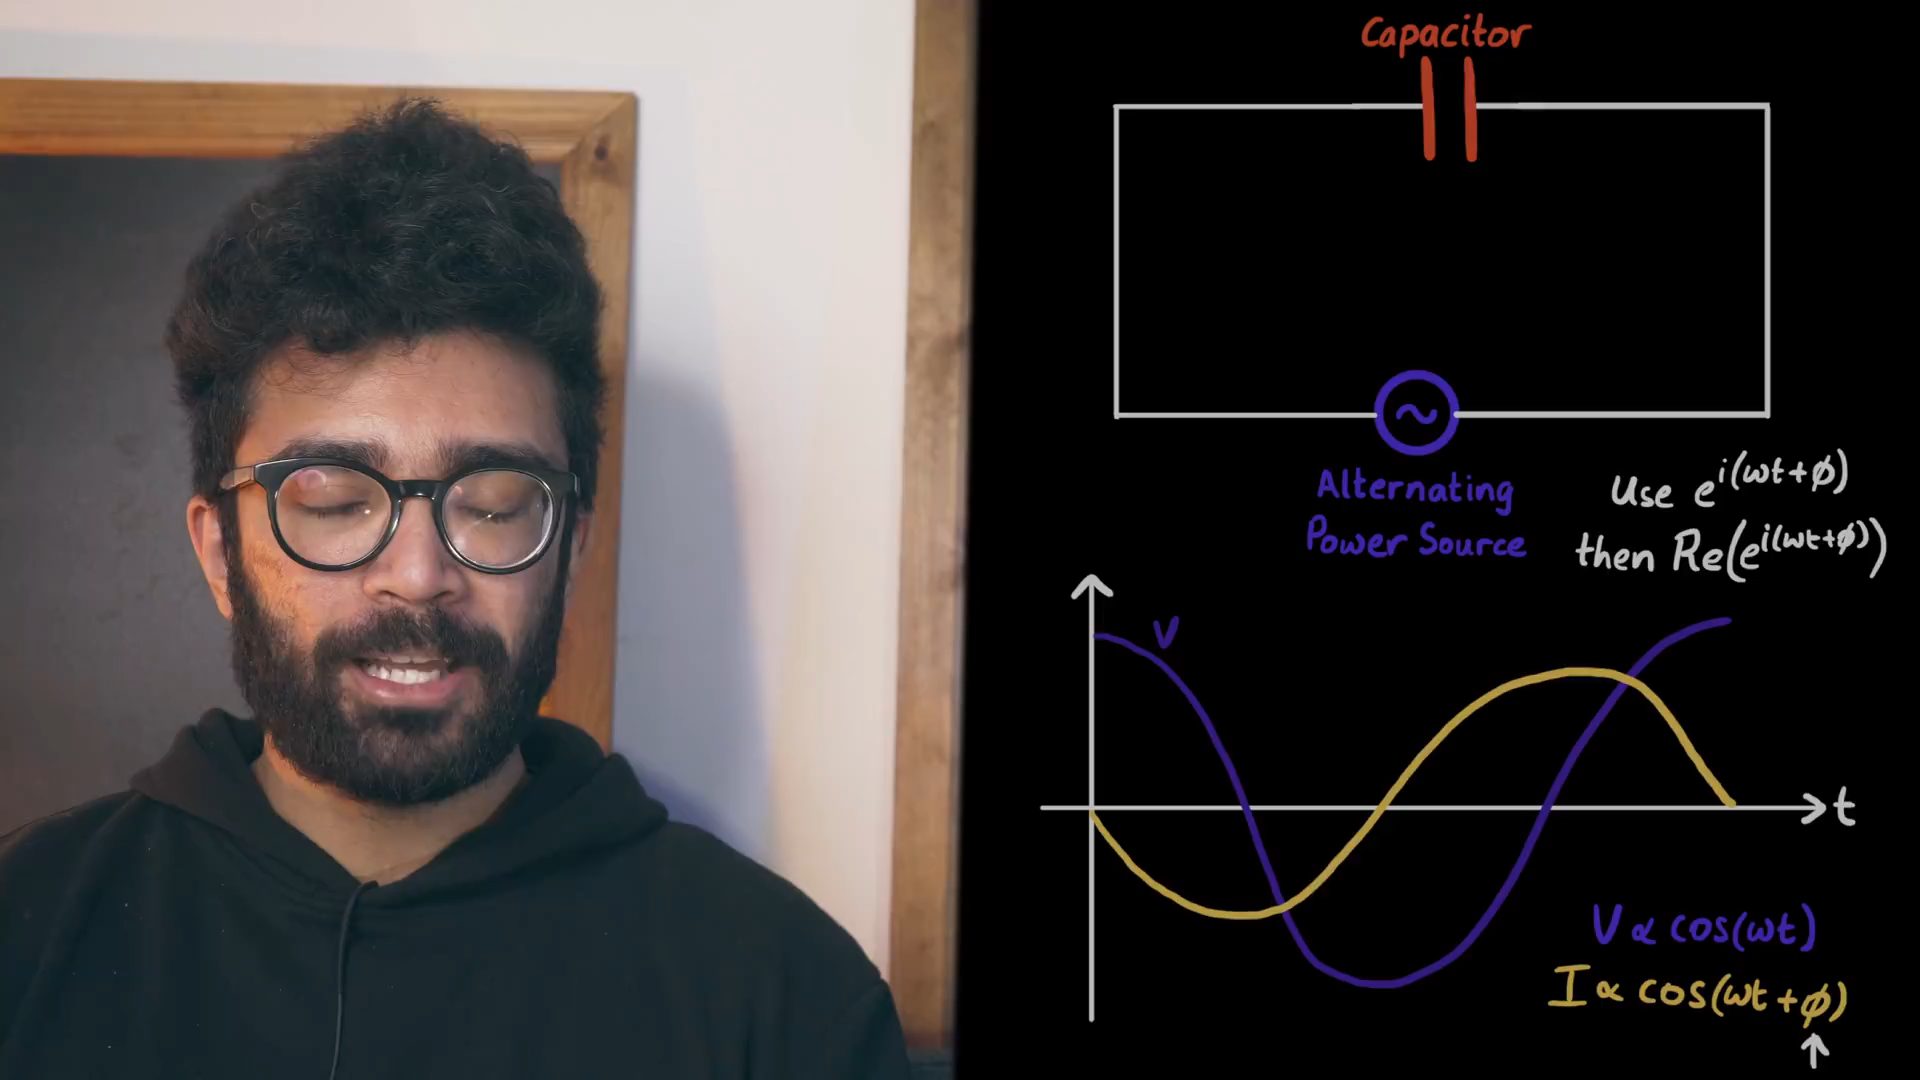 Capacitor
~
Alternating
Power Source
Use e^i(ωt+φ)
then Re(e^i(ωt+φ))
V
t
V ∝ cos(ωt)
I ∝ cos(ωt+φ)